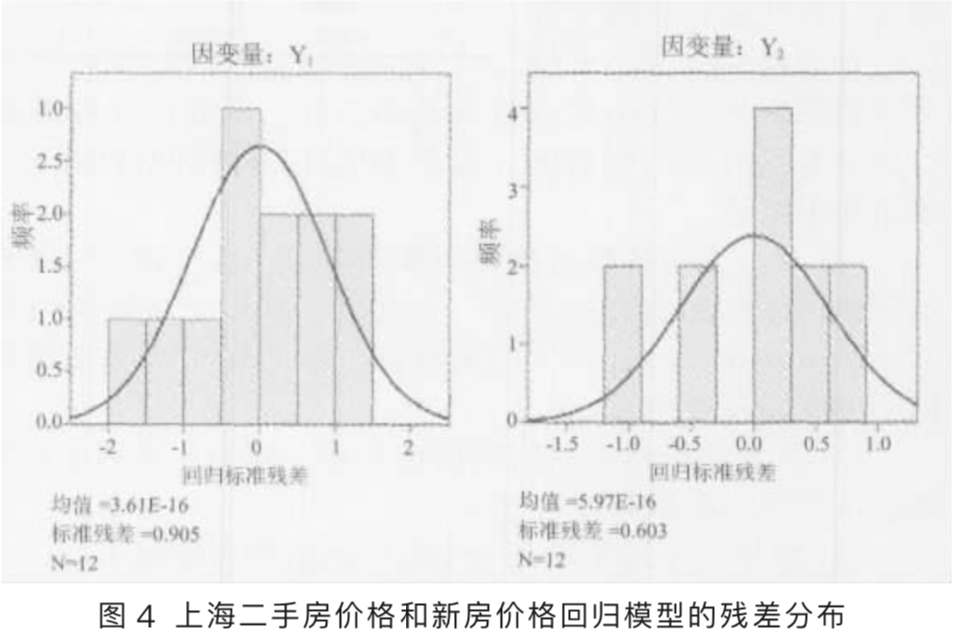 因变量：Y₁
1.0
2.5
2.0
1.5
1.0
0.5
0.0
频率
-2 -1 0 1 2
回归标准残差
均值 =3.61E-16
标准残差 =0.905
N=12
因变量：Y₂
4
3
2
1
0
频率
-1.5 -1.0 -0.5 0.0 0.5 1.0
回归标准残差
均值 =5.97E-16
标准残差 =0.603
N=12
图 4 上海二手房价格和新房价格回归模型的残差分布